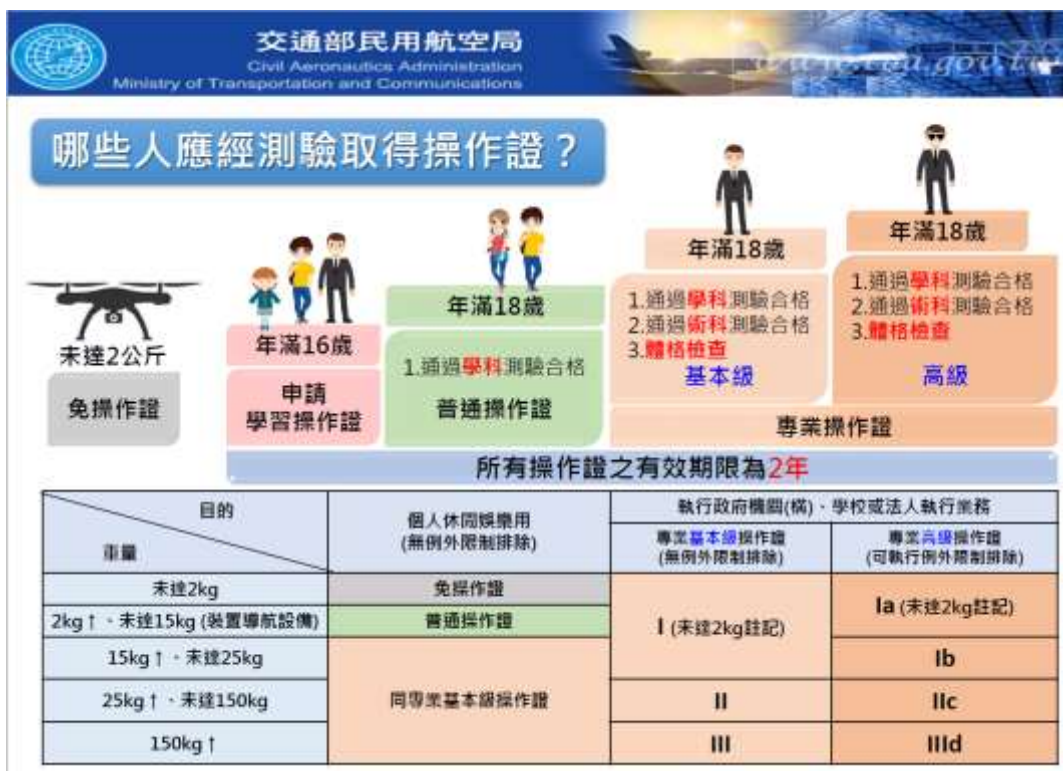 交通部民用航空局
Civil Aeronautics Administration
Ministry of Transportation and Communications
www.caa.gov.tw
哪些人應經測驗取得操作證？
未達2公斤
免操作證
年滿16歲
申請
學習操作證
年滿18歲
1.通過學科測驗合格
普通操作證
年滿18歲
1.通過學科測驗合格
2.通過術科測驗合格
3.體格檢查
基本級
年滿18歲
1.通過學科測驗合格
2.通過術科測驗合格
3.體格檢查
高級
專業操作證
所有操作證之有效期限為2年
目的
重量
個人休閒娛樂用
(無例外限制排除)
執行政府機關(構)、學校或法人執行業務
專業基本級操作證
(無例外限制排除)
專業高級操作證
(可執行例外限制排除)
未達2kg
免操作證
I (未達2kg註記)
Ia (未達2kg註記)
2kg↑、未達15kg (裝置導航設備)
普通操作證
15kg↑、未達25kg
同專業基本級操作證
Ib
25kg↑、未達150kg
II
IIc
150kg↑
III
IIId